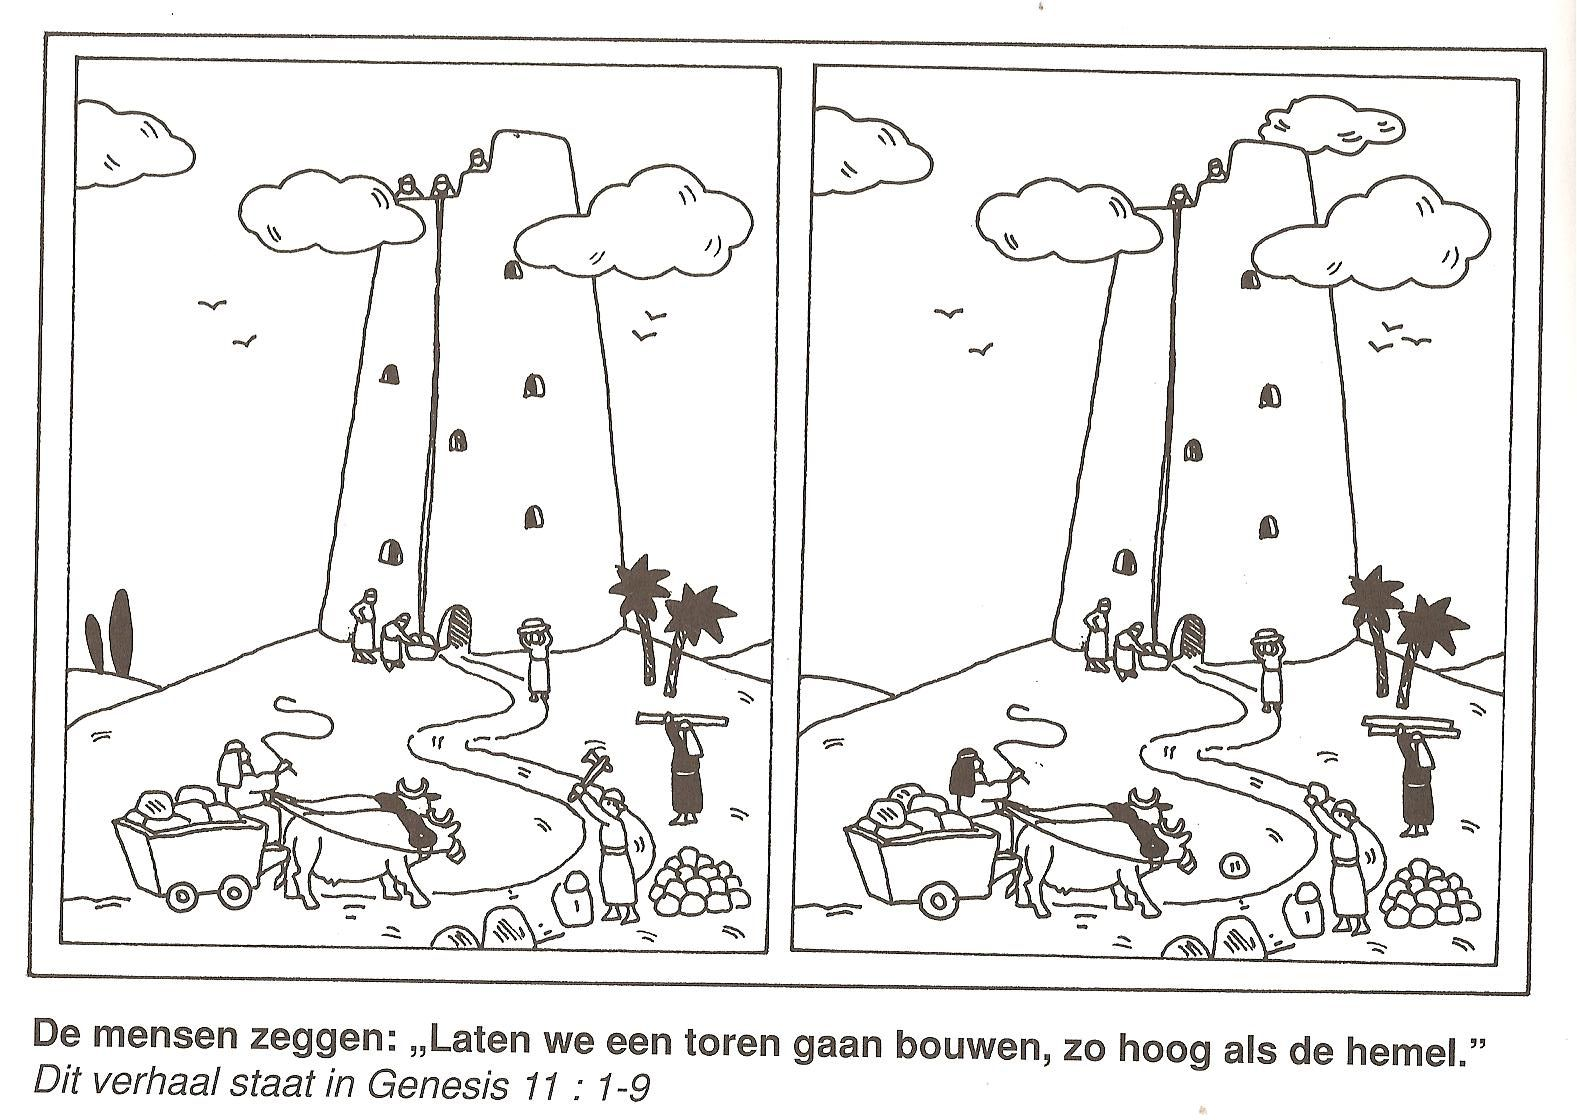 De mensen zeggen: „Laten we een toren gaan bouwen, zo hoog als de hemel.”
Dit verhaal staat in Genesis 11 : 1-9